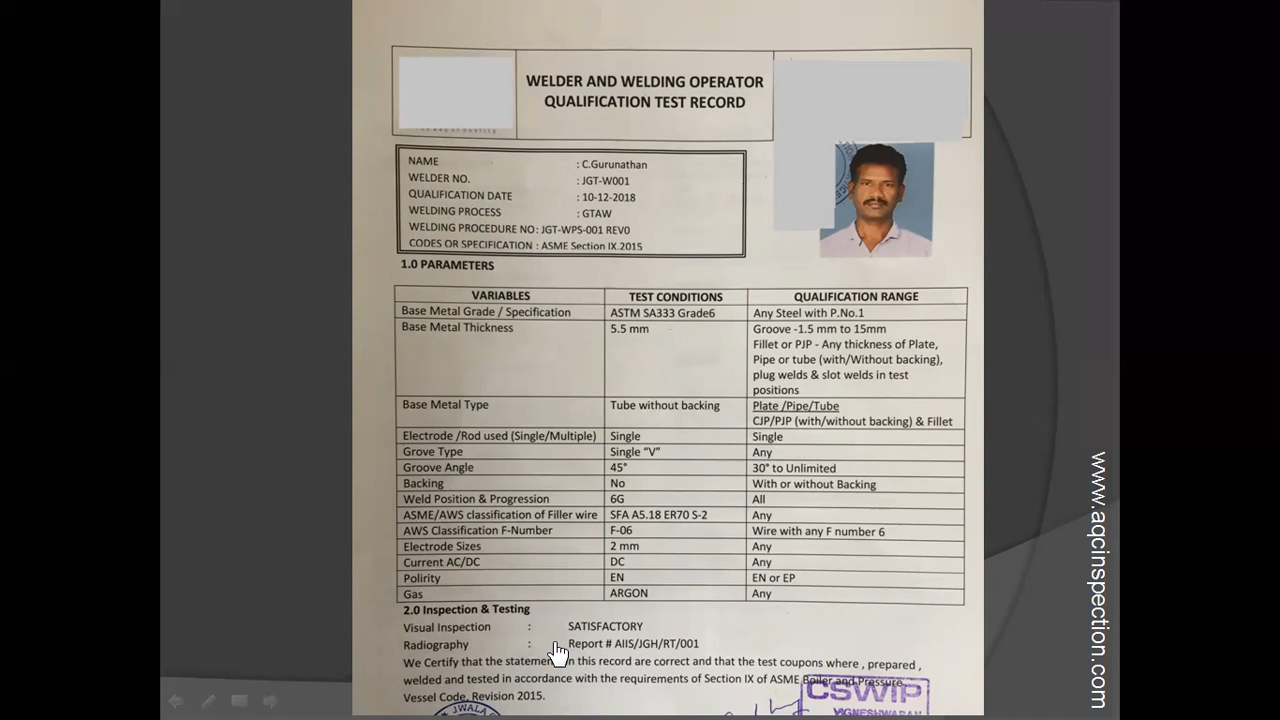 WELDER AND WELDING OPERATOR
QUALIFICATION TEST RECORD
NAME : C.Gurunathan
WELDER NO. : JGT-W001
QUALIFICATION DATE : 10-12-2018
WELDING PROCESS : GTAW
WELDING PROCEDURE NO: JGT-WPS-001 REV0
CODES OR SPECIFICATION : ASME Section IX.2015
1.0 PARAMETERS
VARIABLES TEST CONDITIONS QUALIFICATION RANGE
Base Metal Grade / Specification ASTM SA333 Grade6 Any Steel with P.No.1
Base Metal Thickness 5.5 mm Groove -1.5 mm to 15mm
Fillet or PJP - Any thickness of Plate,
Pipe or tube (with/Without backing),
plug welds & slot welds in test
positions
Base Metal Type Tube without backing Plate /Pipe/Tube
CJP/PJP (with/without backing) & Fillet
Electrode /Rod used (Single/Multiple) Single Single
Grove Type Single "V" Any
Groove Angle 45° 30° to Unlimited
Backing No With or without Backing
Weld Position & Progression 6G All
ASME/AWS classification of Filler wire SFA A5.18 ER70 S-2 Any
AWS Classification F-Number F-06 Wire with any F number 6
Electrode Sizes 2 mm Any
Current AC/DC DC Any
Polirity EN EN or EP
Gas ARGON Any
2.0 Inspection & Testing
Visual Inspection : SATISFACTORY
Radiography : Report # AIIS/JGH/RT/001
We Certify that the statemen in this record are correct and that the test coupons where , prepared ,
welded and tested in accordance with the requirements of Section IX of ASME Boiler and Pressure
Vessel Code, Revision 2015.
CSWIP
VIGNESHWARAN
JWALA
www.aqcinspection.com